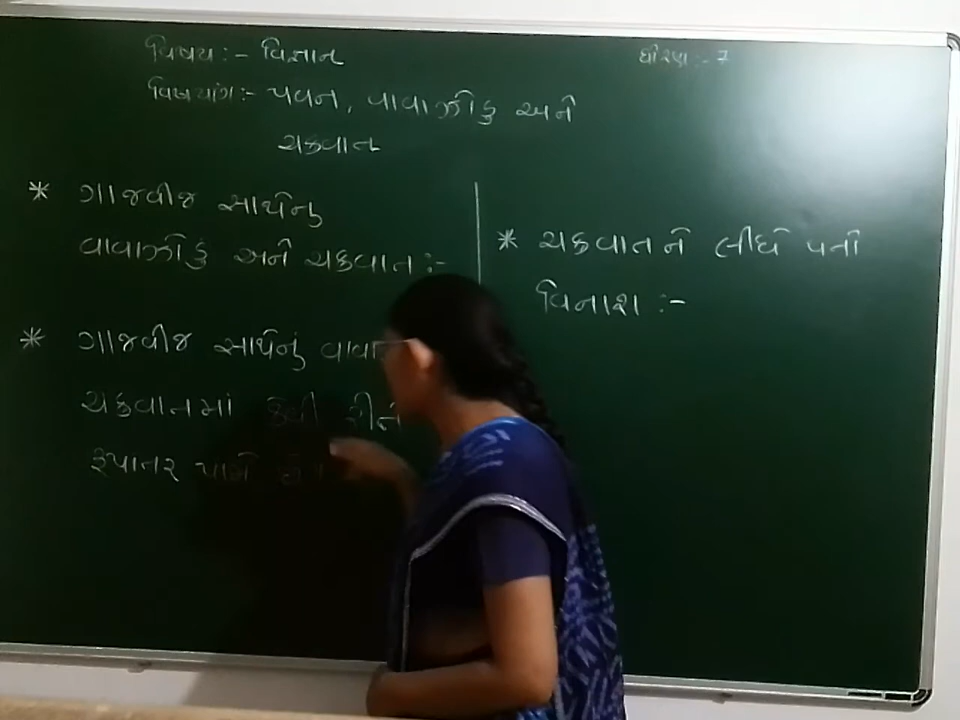 વિષય :- વિજ્ઞાન
ધોરણ :- 7
વિષયાંગ:- પવન, વાવાઝોડુ અને
ચક્રવાત
* ગાજવીજ સાથેનુ
વાવાઝોડુ અને ચક્રવાત :-
* ગાજવીજ સાથેનું
ચક્રવાતમાં કેવી રીતે
રૂપાતર પામે છે
* ચક્રવાતને લીધે થતો
વિનાશ :-